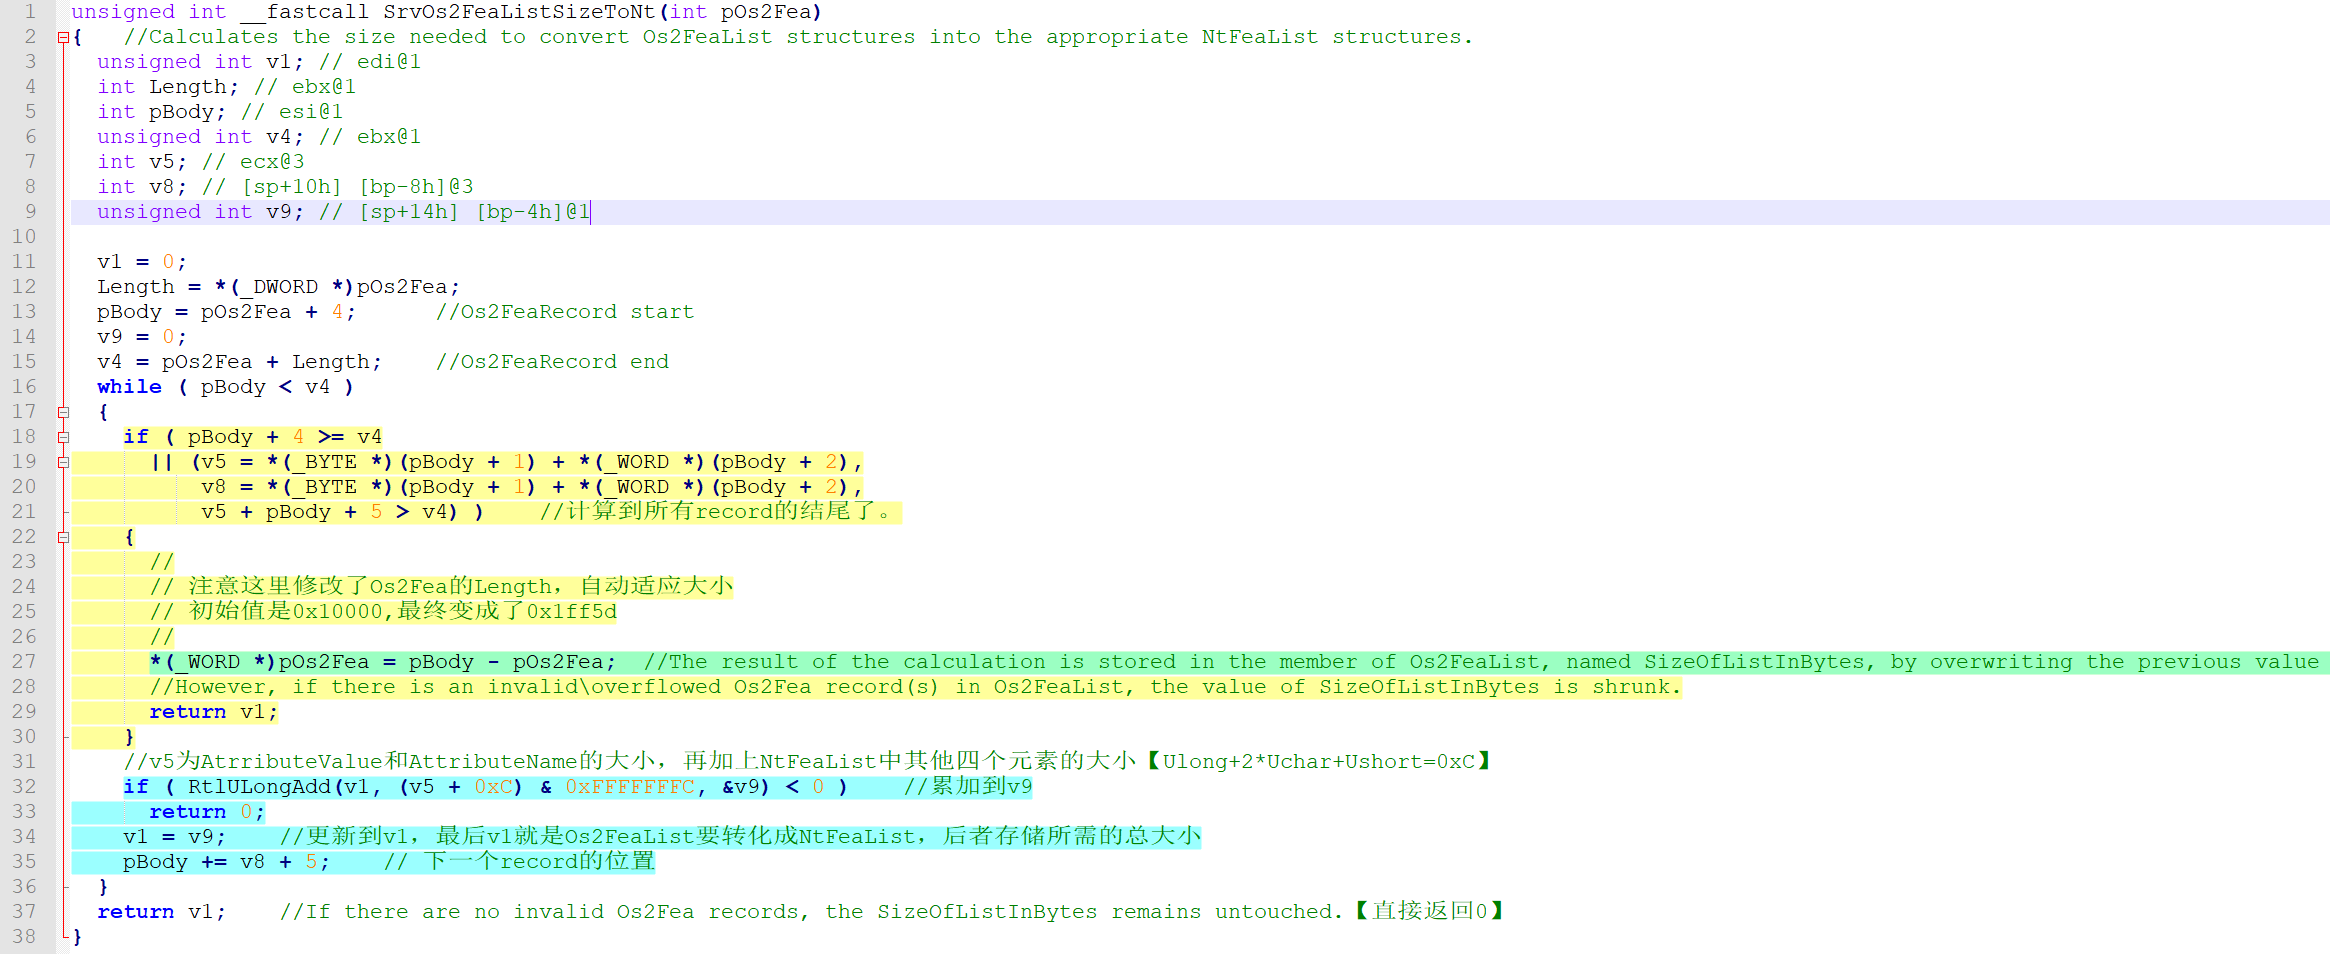 1 unsigned int __fastcall SrvOs2FeaListSizeToNt(int pOs2Fea)
2 { //Calculates the size needed to convert Os2FeaList structures into the appropriate NtFeaList structures.
3 unsigned int v1; // edi@1
4 int Length; // ebx@1
5 int pBody; // esi@1
6 unsigned int v4; // ebx@1
7 int v5; // ecx@3
8 int v8; // [sp+10h] [bp-8h]@3
9 unsigned int v9; // [sp+14h] [bp-4h]@1
10
11 v1 = 0;
12 Length = *(_DWORD *)pOs2Fea;
13 pBody = pOs2Fea + 4; //Os2FeaRecord start
14 v9 = 0;
15 v4 = pOs2Fea + Length; //Os2FeaRecord end
16 while ( pBody < v4 )
17 {
18 if ( pBody + 4 >= v4
19 || (v5 = *(_BYTE *)(pBody + 1) + *(_WORD *)(pBody + 2),
20 v8 = *(_BYTE *)(pBody + 1) + *(_WORD *)(pBody + 2),
21 v5 + pBody + 5 > v4) ) //计算到所有record的结尾了。
22 {
23 //
24 // 注意这里修改了Os2Fea的Length，自动适应大小
25 // 初始值是0x10000,最终变成了0x1ff5d
26 //
27 *(_WORD *)pOs2Fea = pBody - pOs2Fea; //The result of the calculation is stored in the member of Os2FeaList, named SizeOfListInBytes, by overwriting the previous value
28 //However, if there is an invalid\overflowed Os2Fea record(s) in Os2FeaList, the value of SizeOfListInBytes is shrunk.
29 return v1;
30 }
31 //v5为AtrributeValue和AttributeName的大小，再加上NtFeaList中其他四个元素的大小【Ulong+2*Uchar+Ushort=0xC】
32 if ( RtlULongAdd(v1, (v5 + 0xC) & 0xFFFFFFFC, &v9) < 0 ) //累加到v9
33 return 0;
34 v1 = v9; //更新到v1，最后v1就是Os2FeaList要转化成NtFeaList，后者存储所需的总大小
35 pBody += v8 + 5; // 下一个record的位置
36 }
37 return v1; //If there are no invalid Os2Fea records, the SizeOfListInBytes remains untouched.【直接返回0】
38 }